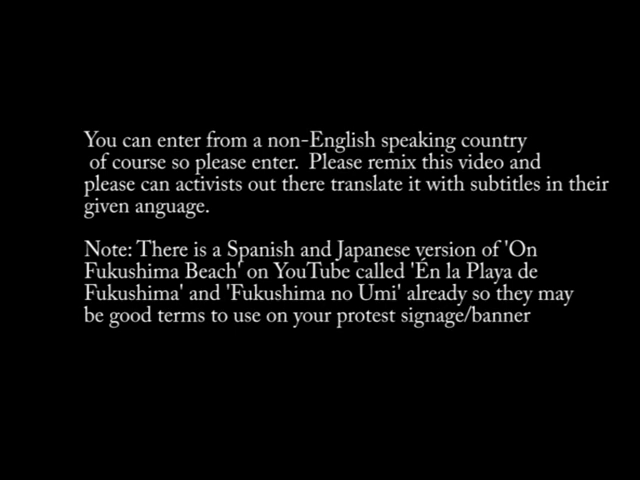 You can enter from a non-English speaking country
of course so please enter. Please remix this video and
please can activists out there translate it with subtitles in their
given anguage.
Note: There is a Spanish and Japanese version of 'On
Fukushima Beach' on YouTube called 'Én la Playa de
Fukushima' and 'Fukushima no Umi' already so they may
be good terms to use on your protest signage/banner